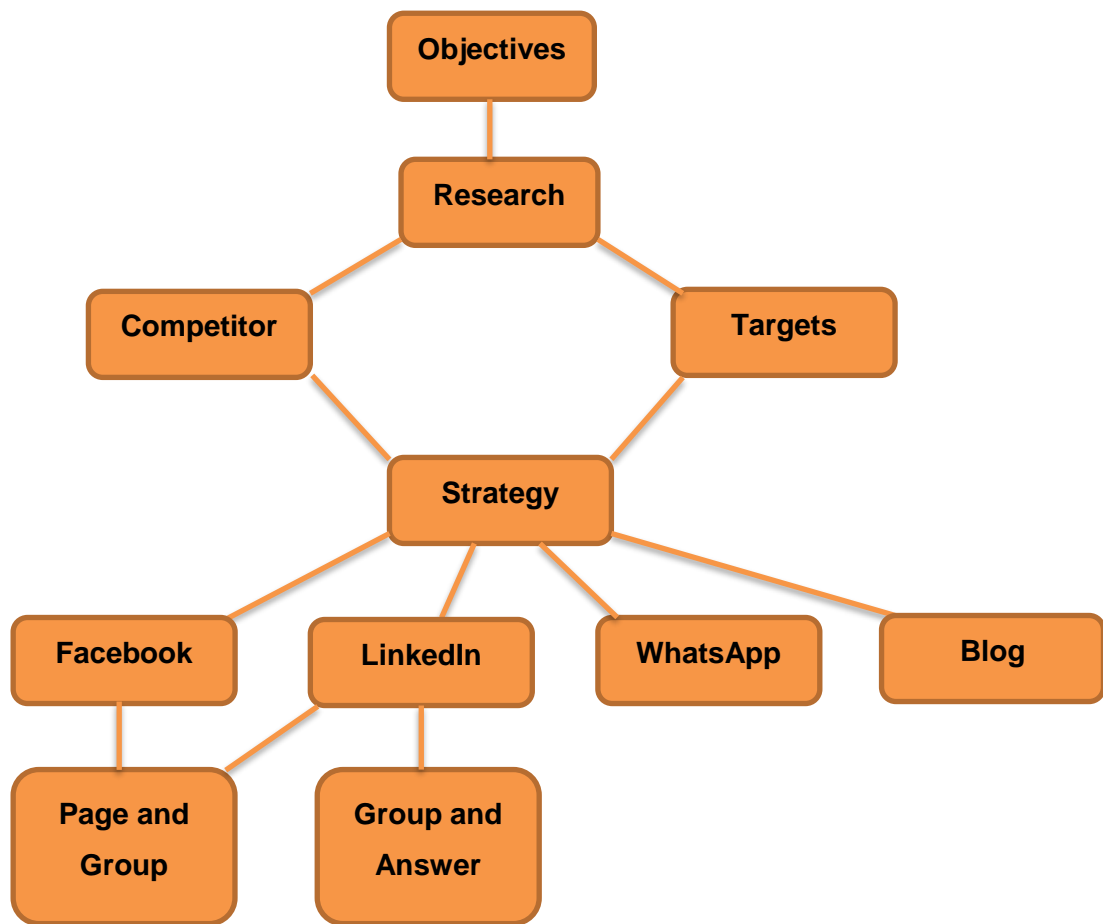 Objectives
Research
Competitor
Targets
Strategy
Facebook
LinkedIn
WhatsApp
Blog
Page and
Group
Group and
Answer